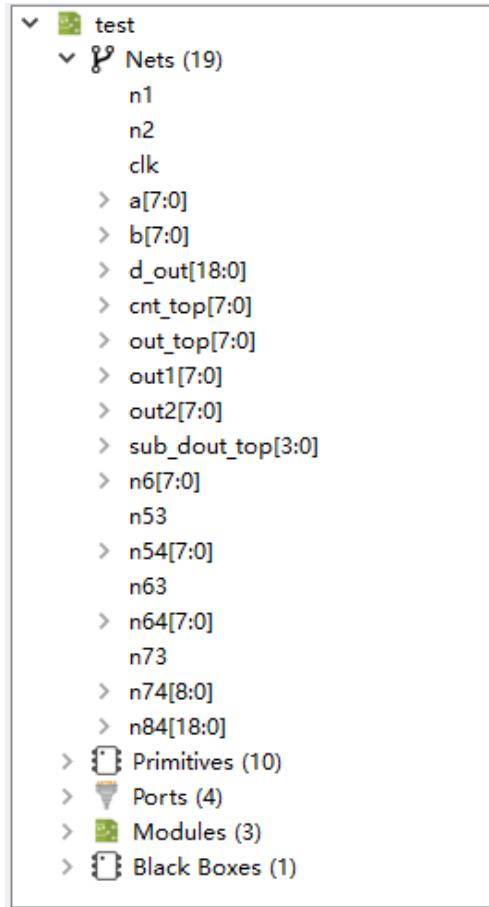 test
Nets (19)
n1
n2
clk
a[7:0]
b[7:0]
d_out[18:0]
cnt_top[7:0]
out_top[7:0]
out1[7:0]
out2[7:0]
sub_dout_top[3:0]
n6[7:0]
n53
n54[7:0]
n63
n64[7:0]
n73
n74[8:0]
n84[18:0]
Primitives (10)
Ports (4)
Modules (3)
Black Boxes (1)